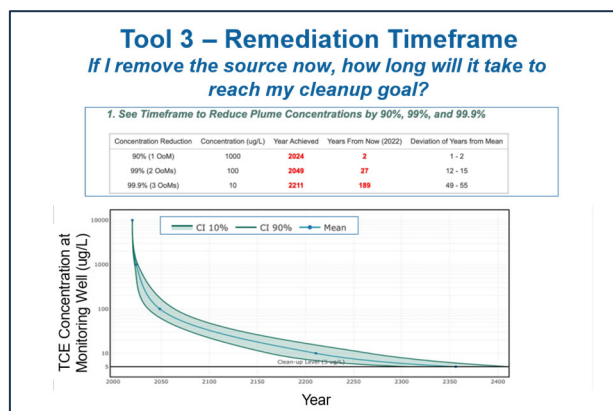 Tool 3 – Remediation Timeframe
If I remove the source now, how long will it take to
reach my cleanup goal?
1. See Timeframe to Reduce Plume Concentrations by 90%, 99%, and 99.9%
Concentration Reduction Concentration (ug/L) Year Achieved Years From Now (2022) Deviation of Years from Mean
90% (1 OoM) 1000 2024 2 1 - 2
99% (2 OoMs) 100 2049 27 12 - 15
99.9% (3 OoMs) 10 2211 189 49 - 55
CI 10% CI 90% Mean
TCE Concentration at
Monitoring Well (ug/L)
10000
1000
100
10
5
Clean-up Level (5 ug/L)
2000 2050 2100 2150 2200 2250 2300 2350 2400
Year